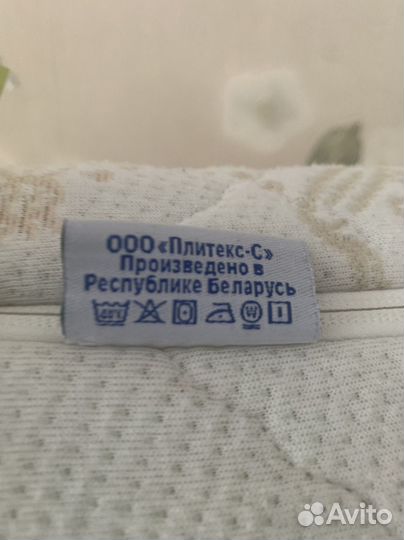 ООО «Плитекс-С»
Произведено в
Республике Беларусь
Avito